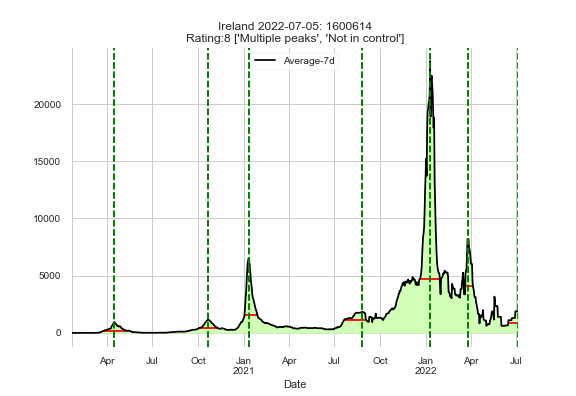 Ireland 2022-07-05: 1600614
Rating:8 ['Multiple peaks', 'Not in control']
Average-7d
20000
15000
10000
5000
0
Apr Jul Oct Jan Apr Jul Oct Jan Apr Jul
2021 2022
Date